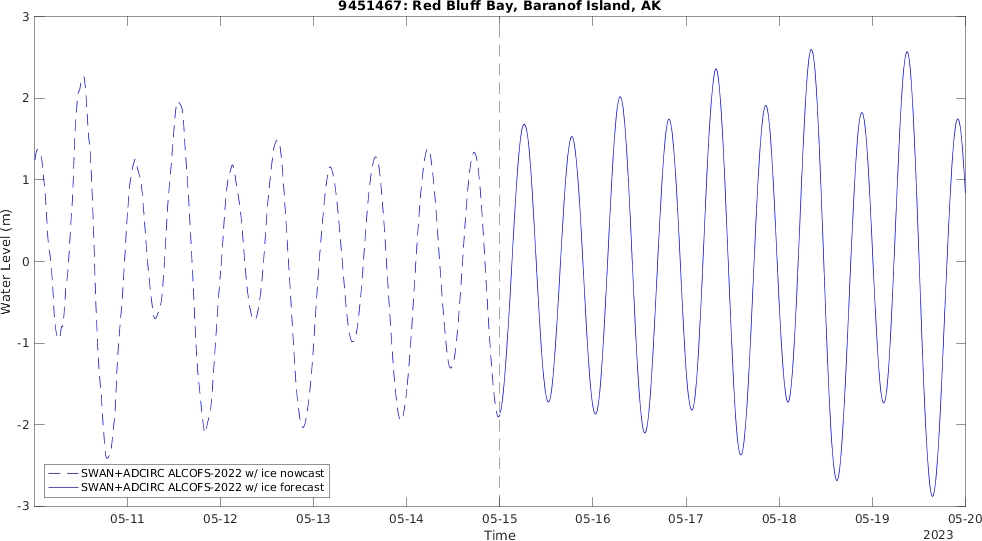 9451467: Red Bluff Bay, Baranof Island, AK
3
2
1
0
-1
-2
-3
Water Level (m)
SWAN+ADCIRC ALCOFS-2022 w/ ice nowcast
SWAN+ADCIRC ALCOFS-2022 w/ ice forecast
05-11 05-12 05-13 05-14 05-15 05-16 05-17 05-18 05-19 05-20
Time
2023